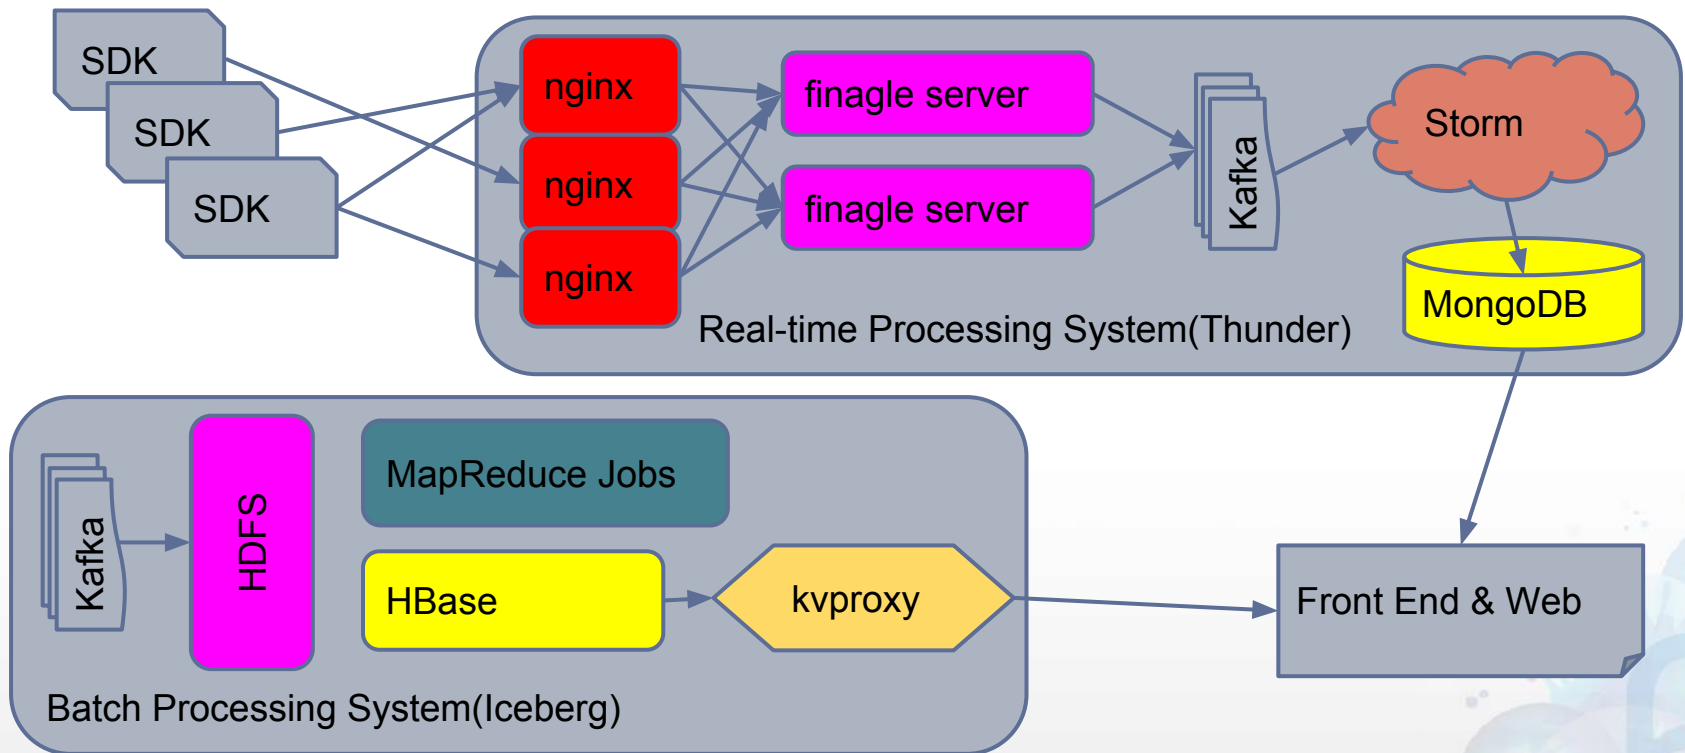 SDK
SDK
SDK
nginx
nginx
nginx
finagle server
finagle server
Kafka
Storm
MongoDB
Real-time Processing System(Thunder)
Kafka
HDFS
MapReduce Jobs
HBase
kvproxy
Batch Processing System(Iceberg)
Front End & Web